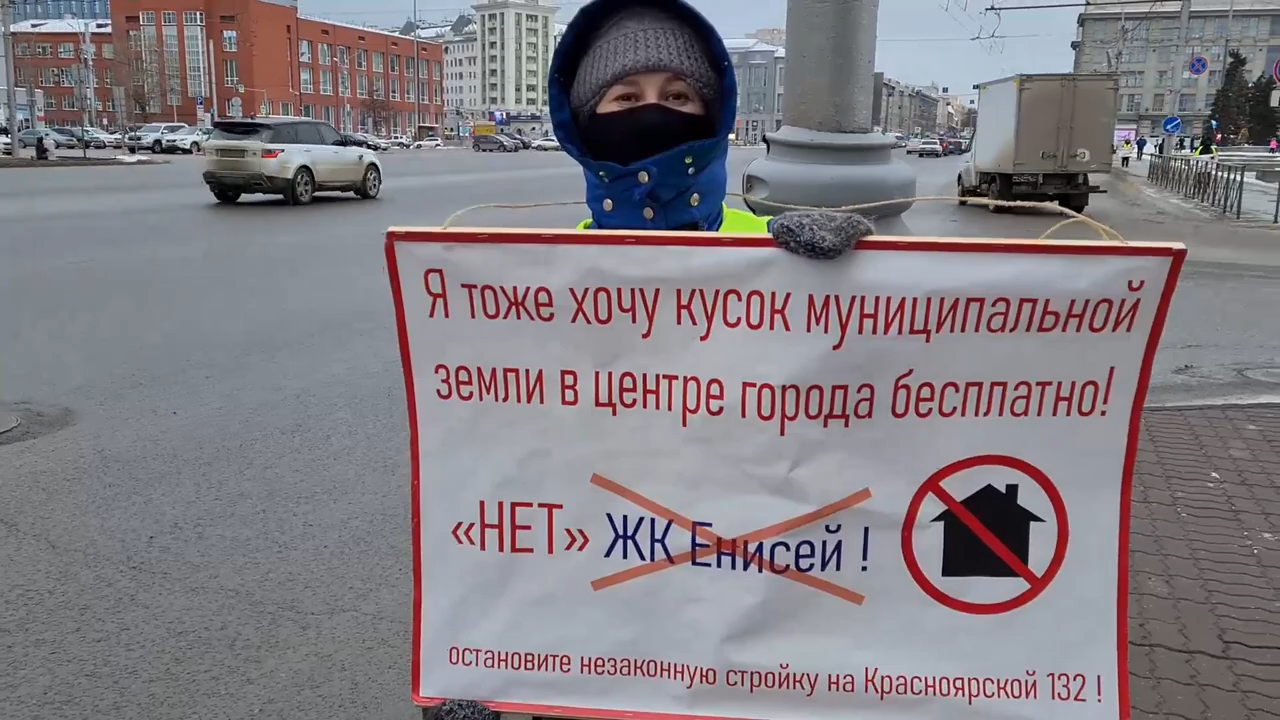 Я тоже хочу кусок муниципальной
земли в центре города бесплатно!
«НЕТ» ЖК Енисей !
остановите незаконную стройку на Красноярской 132 !